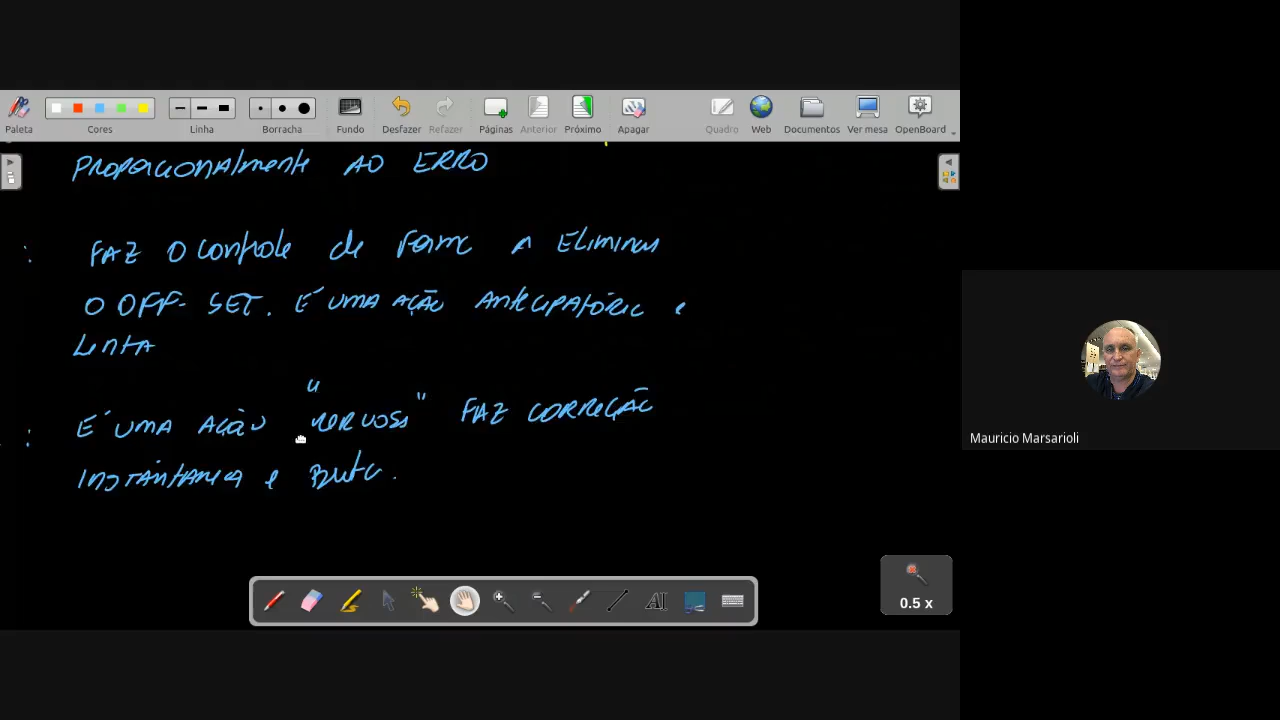 Paleta
Cores
Linha
Borracha
Fundo
Desfazer
Refazer
Páginas
Anterior
Próximo
Apagar
Quadro
Web
Documentos
Ver mesa
OpenBoard
PROPORCIONALMENTE AO ERRO
: FAZ O CONTROLE DE FORMA A ELIMINAR
O OFF-SET. É UMA AÇÃO ANTECIPATÓRIA E
LENTA
: É UMA AÇÃO "NERVOSA" FAZ CORREÇÃO
INSTANTÂNEA E BRUTA.
AI
0.5 x
Mauricio Marsarioli